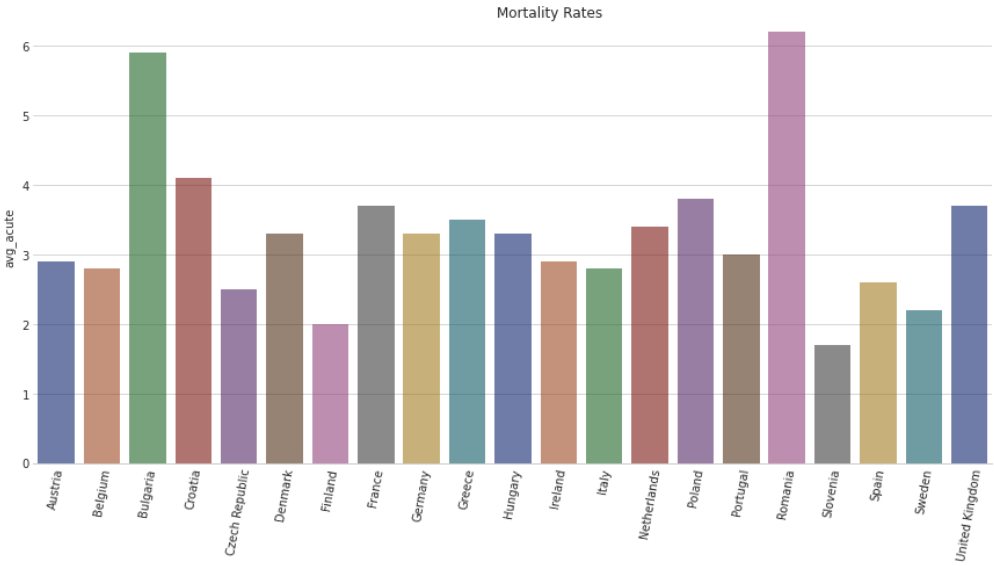 Mortality Rates
avg_acute
6
5
4
3
2
1
0
Austria
Belgium
Bulgaria
Croatia
Czech Republic
Denmark
Finland
France
Germany
Greece
Hungary
Ireland
Italy
Netherlands
Poland
Portugal
Romania
Slovenia
Spain
Sweden
United Kingdom